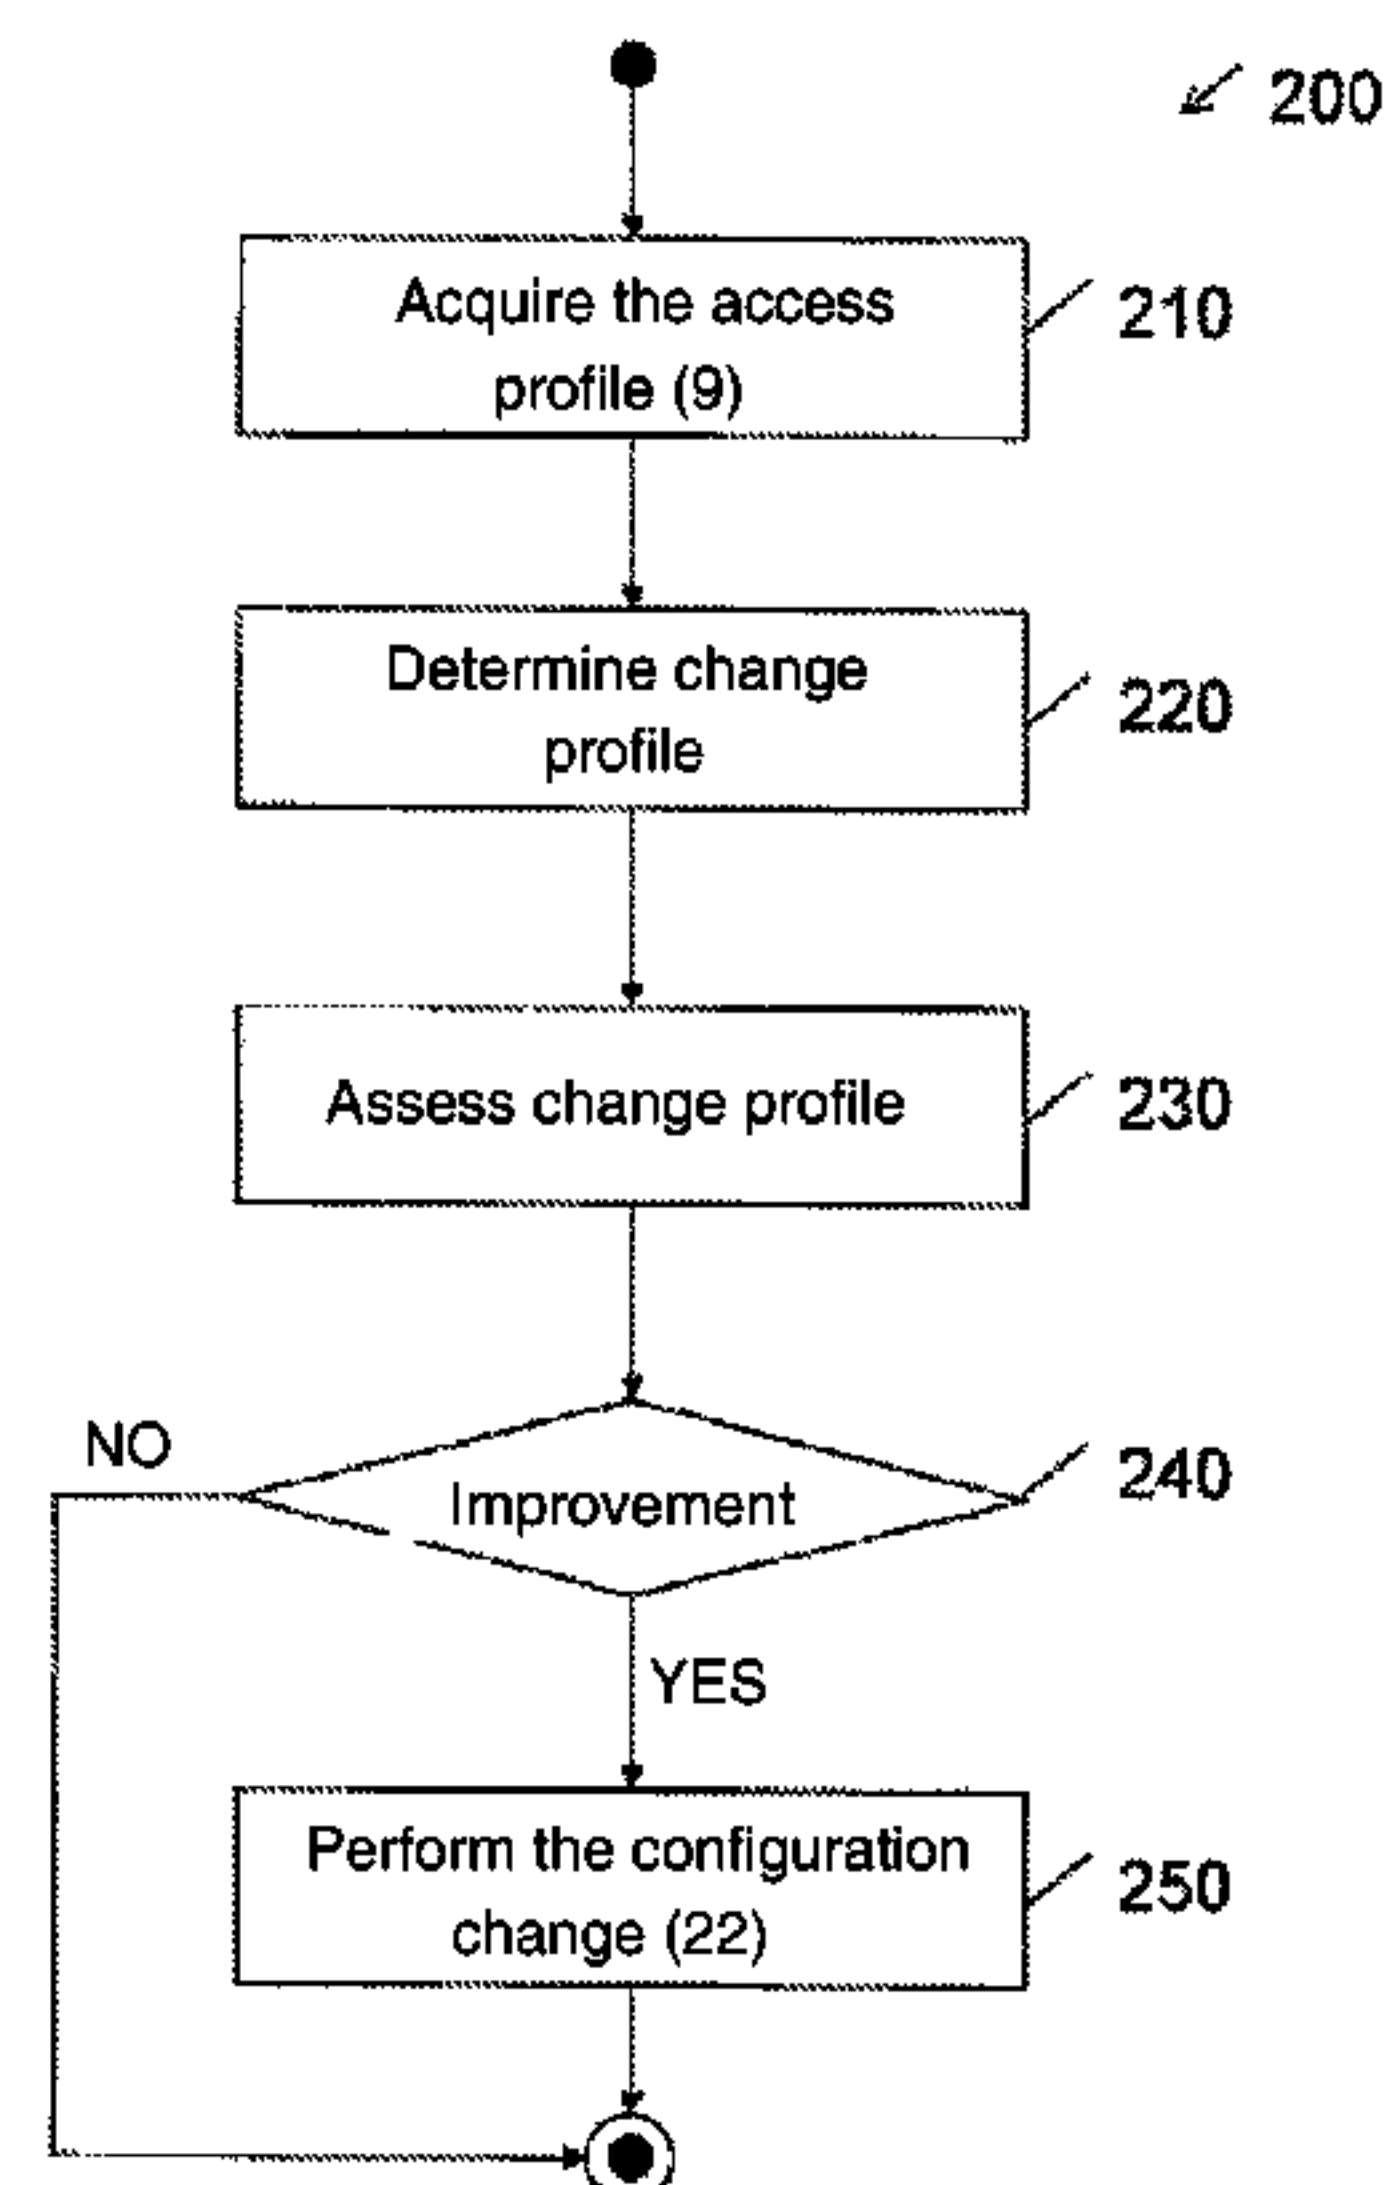 200
Acquire the access
profile (9)
210
Determine change
profile
220
Assess change profile
230
NO
Improvement
240
YES
Perform the configuration
change (22)
250